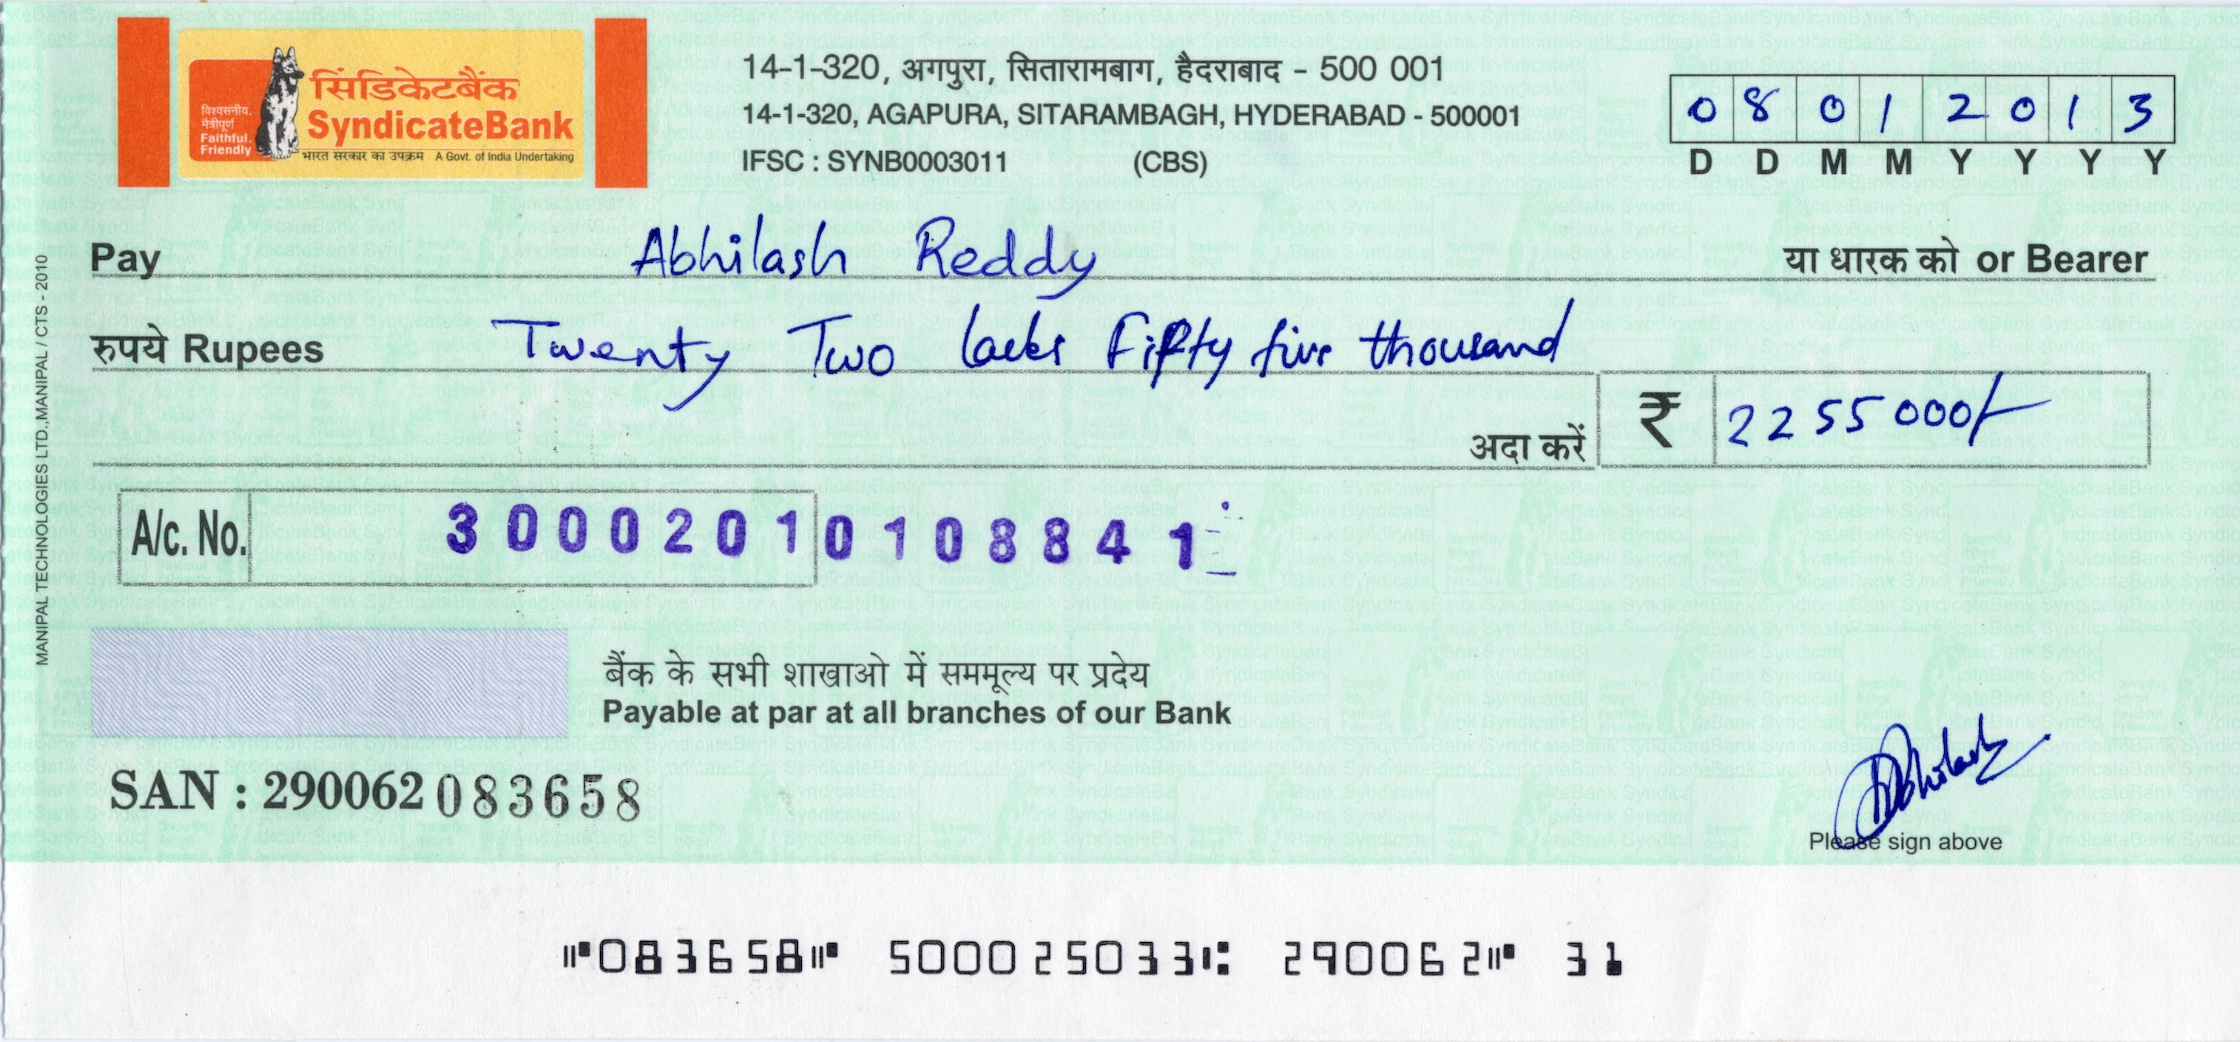 सिंडिकेटबैंक
SyndicateBank
विश्वसनीय.
मैत्रीपूर्ण
Faithful.
Friendly
भारत सरकार का उपक्रम A Govt. of India Undertaking
14-1-320, अगपुरा, सितारामबाग, हैदराबाद - 500 001
14-1-320, AGAPURA, SITARAMBAGH, HYDERABAD - 500001
IFSC : SYNB0003011 (CBS)
0 8 0 1 2 0 1 3
D D M M Y Y Y Y
Pay Abhilash Reddy या धारक को or Bearer
रुपये Rupees Twenty Two lacks Fifty five thousand
अदा करें ₹ 2255000/-
A/c. No. 30002010108841
बैंक के सभी शाखाओ में सममूल्य पर प्रदेय
Payable at par at all branches of our Bank
SAN : 290062 083658
Abhilash
Please sign above
⑈083658⑈ 500025033⑆ 290062⑈ 31
MANIPAL TECHNOLOGIES LTD.,MANIPAL / CTS 2010